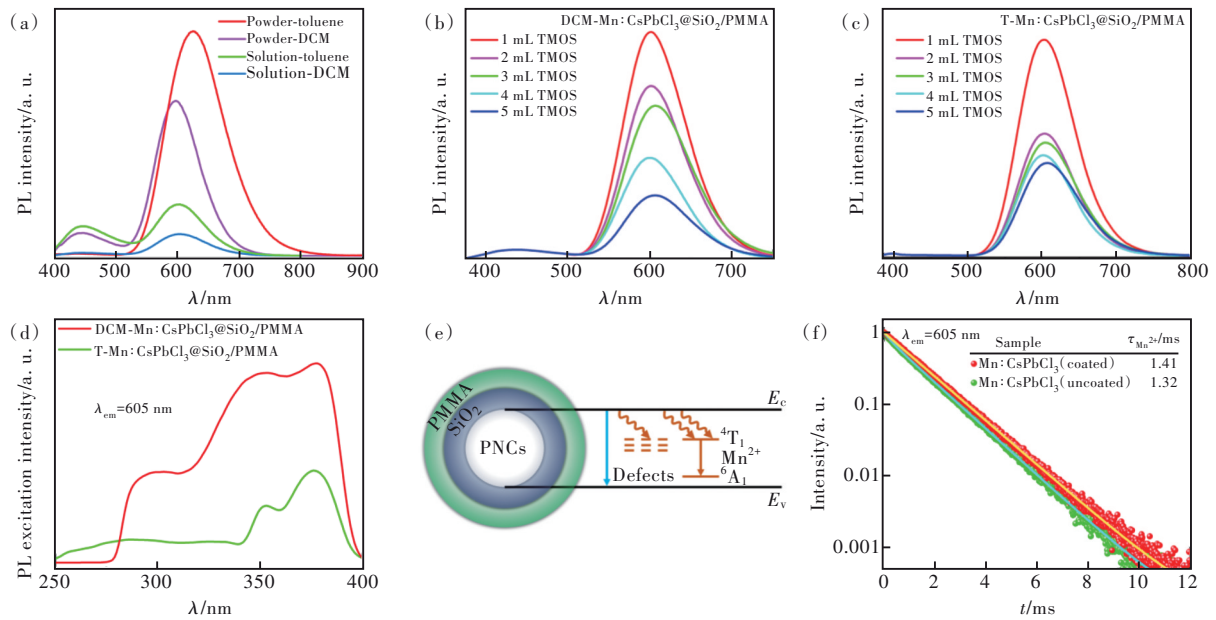 (a)
Powder-toluene
Powder-DCM
Solution-toluene
Solution-DCM
PL intensity/a. u.
400 500 600 700 800 900
λ/nm
(b)
DCM-Mn:CsPbCl3@SiO2/PMMA
1 mL TMOS
2 mL TMOS
3 mL TMOS
4 mL TMOS
5 mL TMOS
PL intensity/a. u.
400 500 600 700
λ/nm
(c)
T-Mn:CsPbCl3@SiO2/PMMA
1 mL TMOS
2 mL TMOS
3 mL TMOS
4 mL TMOS
5 mL TMOS
PL intensity/a. u.
400 500 600 700 800
λ/nm
(d)
DCM-Mn:CsPbCl3@SiO2/PMMA
T-Mn:CsPbCl3@SiO2/PMMA
λem=605 nm
PL excitation intensity/a. u.
250 300 350 400
λ/nm
(e)
PMMA
SiO2
PNCs
Ec
4T1
Mn2+
Defects
6A1
Ev
(f)
λem=605 nm
Sample τMn2+/ms
Mn:CsPbCl3(coated) 1.41
Mn:CsPbCl3(uncoated) 1.32
Intensity/a. u.
1
0.1
0.01
0.001
0 2 4 6 8 10 12
t/ms